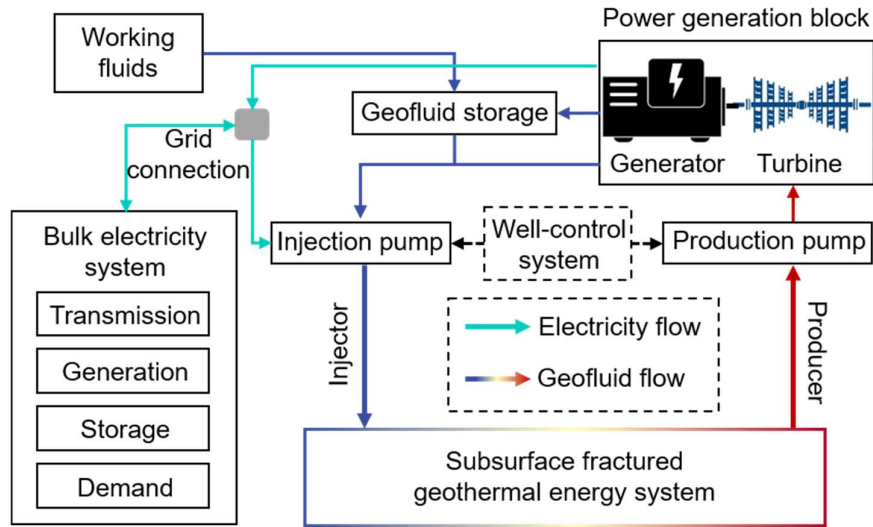 Power generation block
Working
fluids
Geofluid storage
Generator
Turbine
Grid
connection
Bulk electricity
system
Transmission
Generation
Storage
Demand
Injection pump
Well-control
system
Production pump
Injector
Electricity flow
Geofluid flow
Producer
Subsurface fractured
geothermal energy system